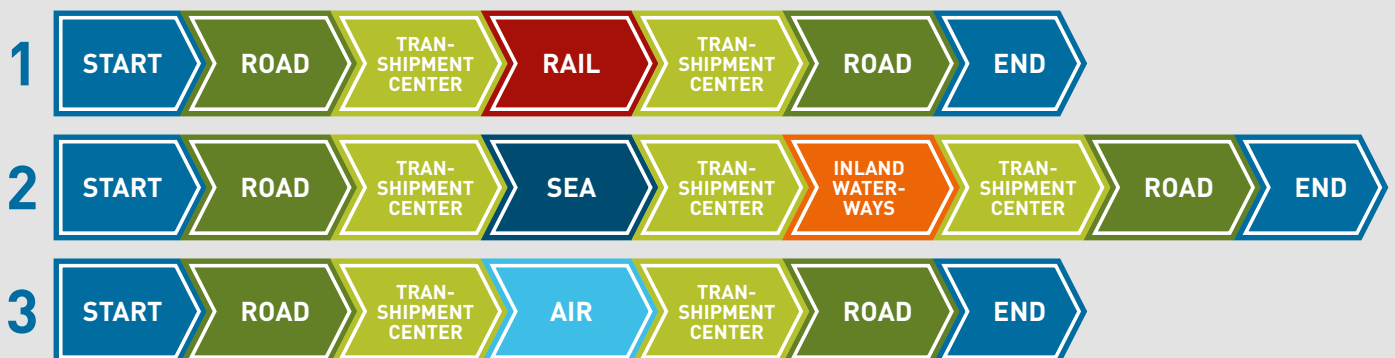 1
START
ROAD
TRAN-
SHIPMENT
CENTER
RAIL
TRAN-
SHIPMENT
CENTER
ROAD
END
2
START
ROAD
TRAN-
SHIPMENT
CENTER
SEA
TRAN-
SHIPMENT
CENTER
INLAND
WATER-
WAYS
TRAN-
SHIPMENT
CENTER
ROAD
END
3
START
ROAD
TRAN-
SHIPMENT
CENTER
AIR
TRAN-
SHIPMENT
CENTER
ROAD
END